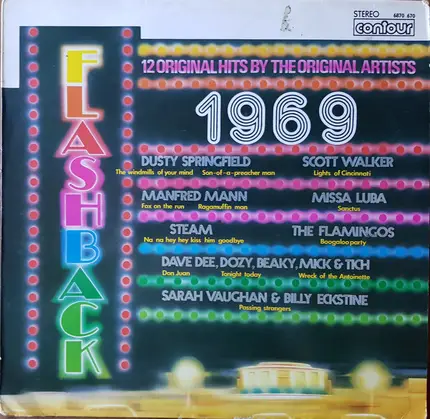 STEREO 6870 670
contour
FLASHBACK
12 ORIGINAL HITS BY THE ORIGINAL ARTISTS
1969
DUSTY SPRINGFIELD SCOTT WALKER
The windmills of your mind Son-of-a-preacher man Lights of Cincinnati
MANFRED MANN MISSA LUBA
Fox on the run Ragamuffin man Sanctus
STEAM THE FLAMINGOS
Na na hey hey kiss him goodbye Boogaloo party
DAVE DEE, DOZY, BEAKY, MICK & TICH
Don Juan Tonight today Wreck of the Antoinette
SARAH VAUGHAN & BILLY ECKSTINE
Passing strangers